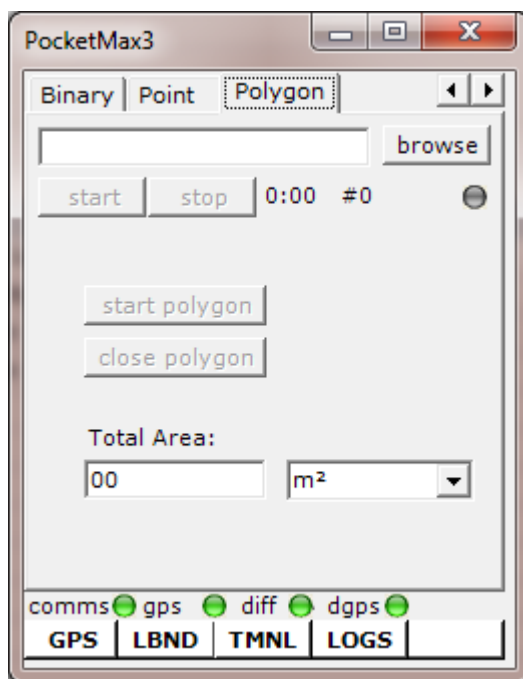 PocketMax3
Binary Point Polygon
browse
start stop 0:00 #0
start polygon
close polygon
Total Area:
00 m²
comms gps diff dgps
GPS LBND TMNL LOGS